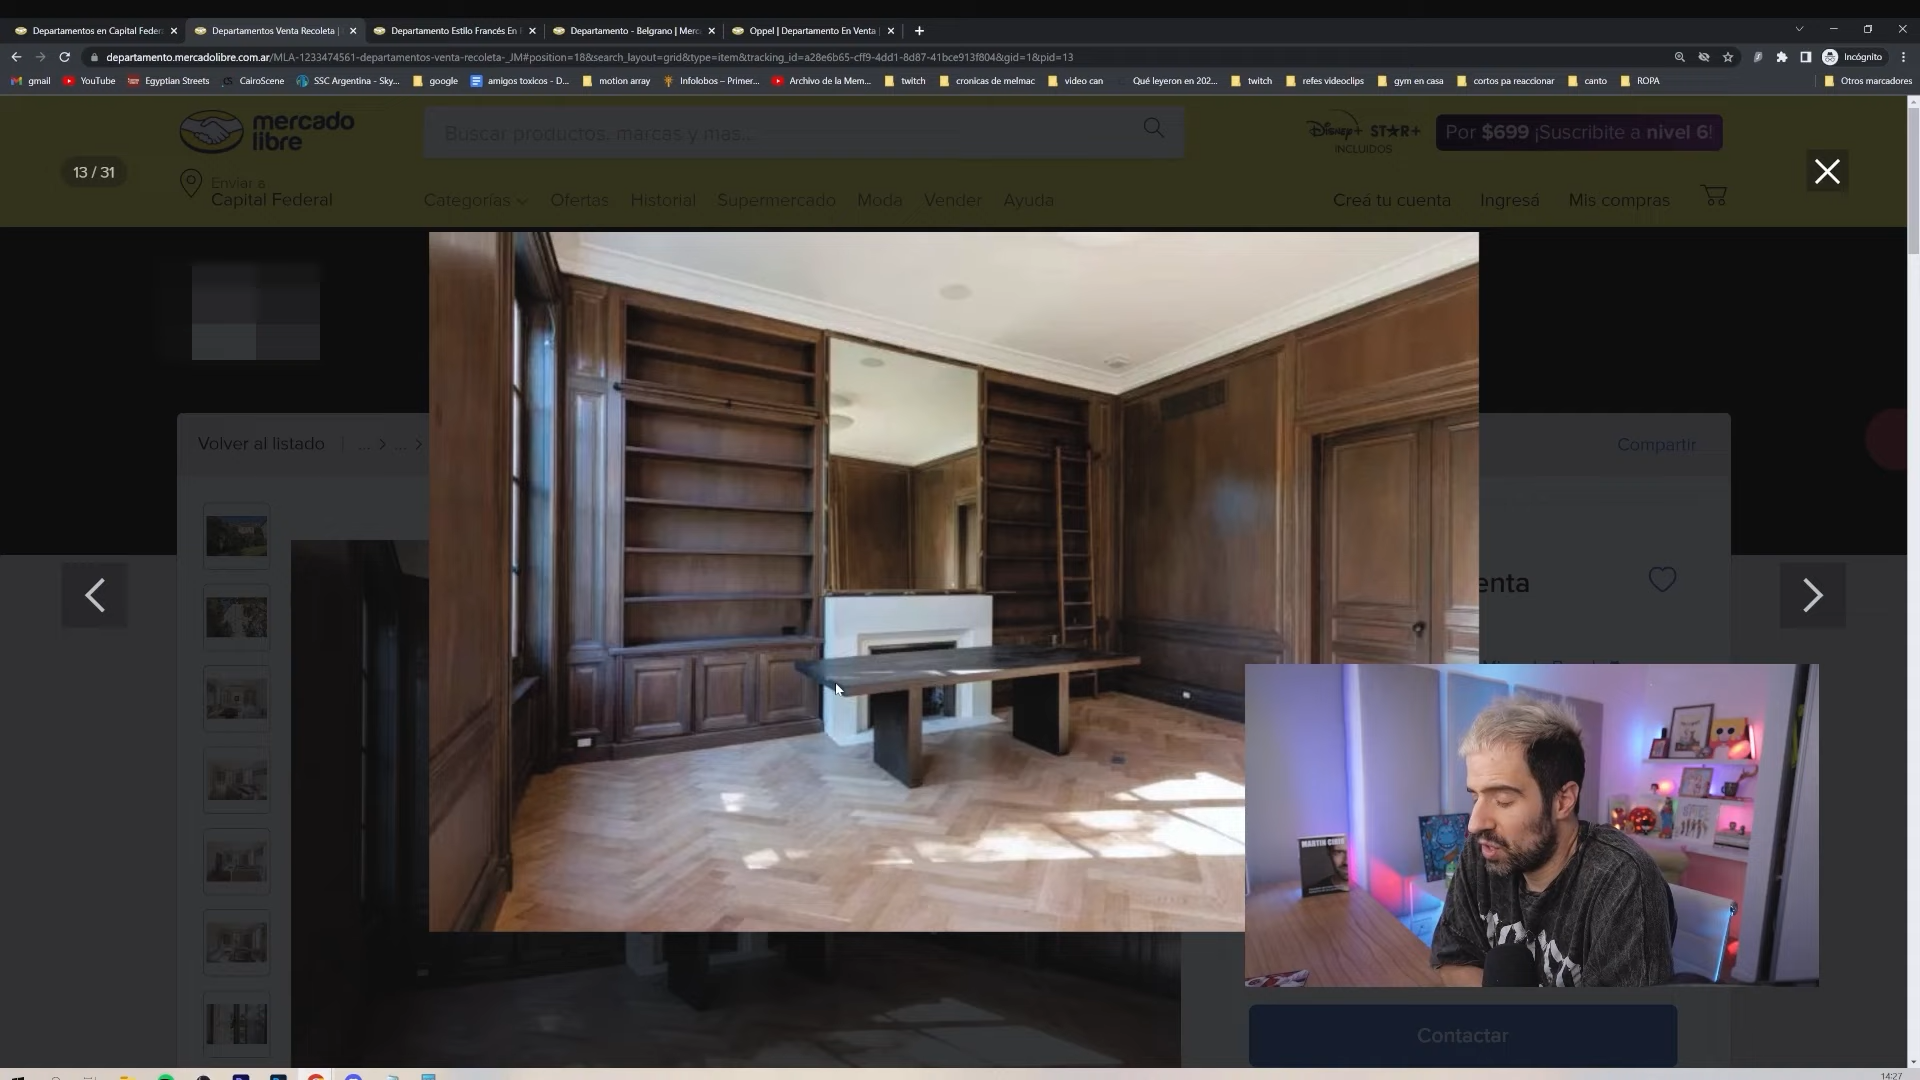 Departamentos en Capital Feder
Departamentos Venta Recoleta |
Departamento Estilo Francés En
Departamento - Belgrano | Merc
Oppel | Departamento En Venta |
departamento.mercadolibre.com.ar/MLA-1233474561-departamentos-venta-recoleta-_JM#position=18&search_layout=grid&type=item&tracking_id=a28e6b65-cff9-4dd1-8d87-41bce913f804&gid=1&pid=13
Incógnito
gmail
YouTube
Egyptian Streets
CairoScene
SSC Argentina - Sky...
google
amigos toxicos - D...
motion array
Infolobos – Primer...
Archivo de la Mem...
twitch
cronicas de melmac
video can
Qué leyeron en 202...
twitch
refes videoclips
gym en casa
cortos pa reaccionar
canto
ROPA
Otros marcadores
mercado
libre
Buscar productos, marcas y más...
Disney+ STAR+
INCLUIDOS
Por $699 ¡Suscribite a nivel 6!
13 / 31
Enviar a
Capital Federal
Categorías
Ofertas
Historial
Supermercado
Moda
Vender
Ayuda
Creá tu cuenta
Ingresá
Mis compras
Volver al listado | ... > ... >
Compartir
enta
MARTIN CIRIO
Contactar
14:27